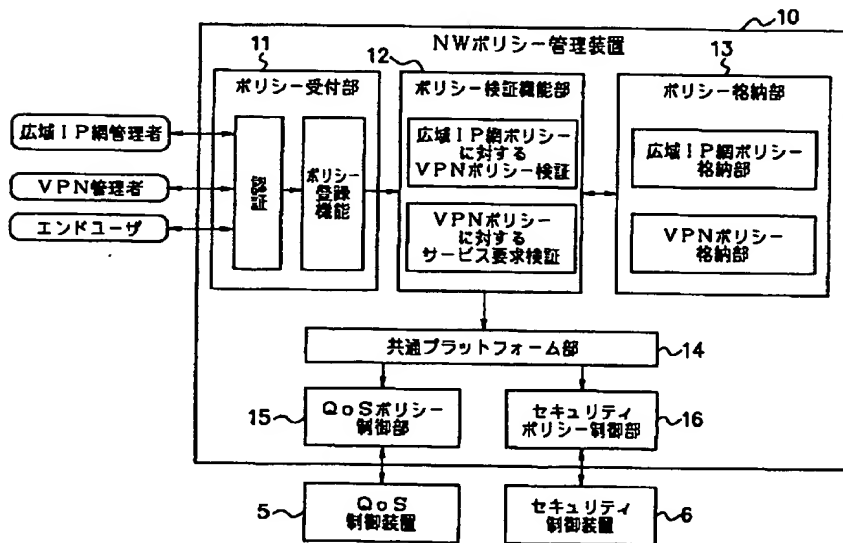 10
NWポリシー管理装置
11
ポリシー受付部
12
ポリシー検証機能部
13
ポリシー格納部
広域IP網管理者
VPN管理者
エンドユーザ
認証
ポリシー
登録
機能
広域IP網ポリシー
に対する
VPNポリシー検証
VPNポリシー
に対する
サービス要求検証
広域IP網ポリシー
格納部
VPNポリシー
格納部
共通プラットフォーム部
14
15
QoSポリシー
制御部
セキュリティ
ポリシー制御部
16
5
QoS
制御装置
セキュリティ
制御装置
6